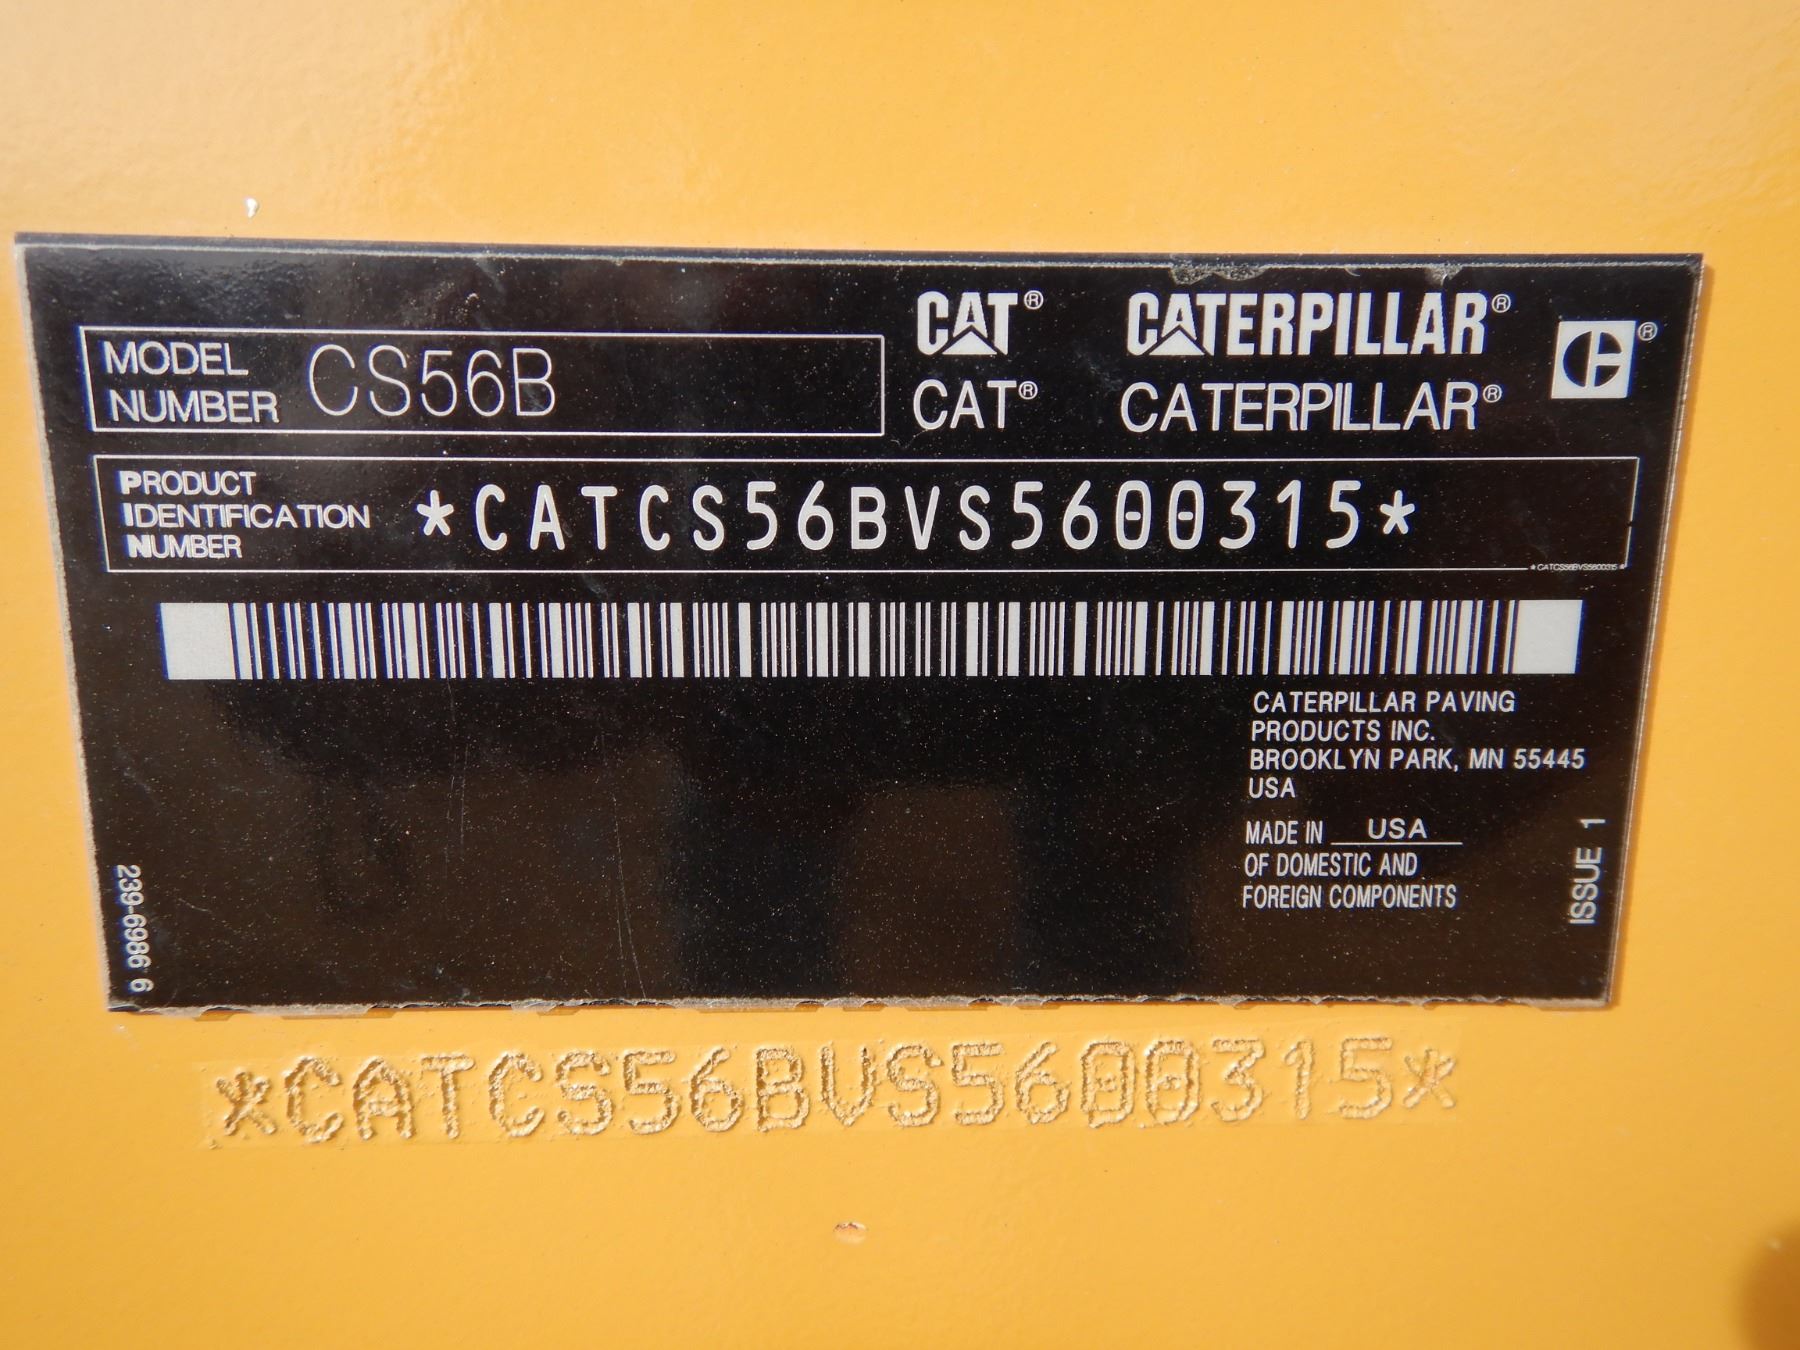 CAT® CATERPILLAR®
MODEL NUMBER CS56B
CAT® CATERPILLAR®
PRODUCT
IDENTIFICATION
NUMBER
*CATCS56BVS5600315*
*CATCS56BVS5600315*
CATERPILLAR PAVING
PRODUCTS INC.
BROOKLYN PARK, MN 55445
USA
MADE IN USA
OF DOMESTIC AND
FOREIGN COMPONENTS
239-6986 6
ISSUE 1
*CATCS56BVS5600315*